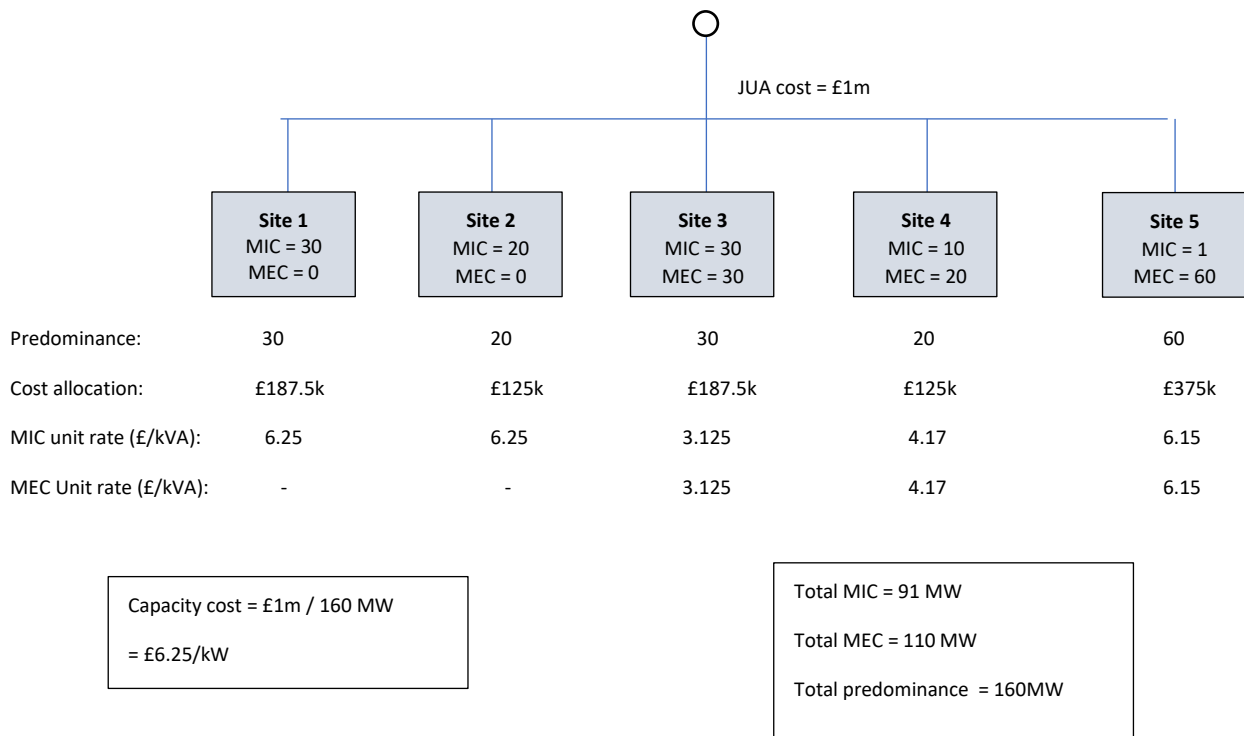 JUA cost = £1m
Site 1
MIC = 30
MEC = 0
Site 2
MIC = 20
MEC = 0
Site 3
MIC = 30
MEC = 30
Site 4
MIC = 10
MEC = 20
Site 5
MIC = 1
MEC = 60
Predominance: 30 20 30 20 60
Cost allocation: £187.5k £125k £187.5k £125k £375k
MIC unit rate (£/kVA): 6.25 6.25 3.125 4.17 6.15
MEC Unit rate (£/kVA): - - 3.125 4.17 6.15
Capacity cost = £1m / 160 MW
= £6.25/kW
Total MIC = 91 MW
Total MEC = 110 MW
Total predominance = 160MW